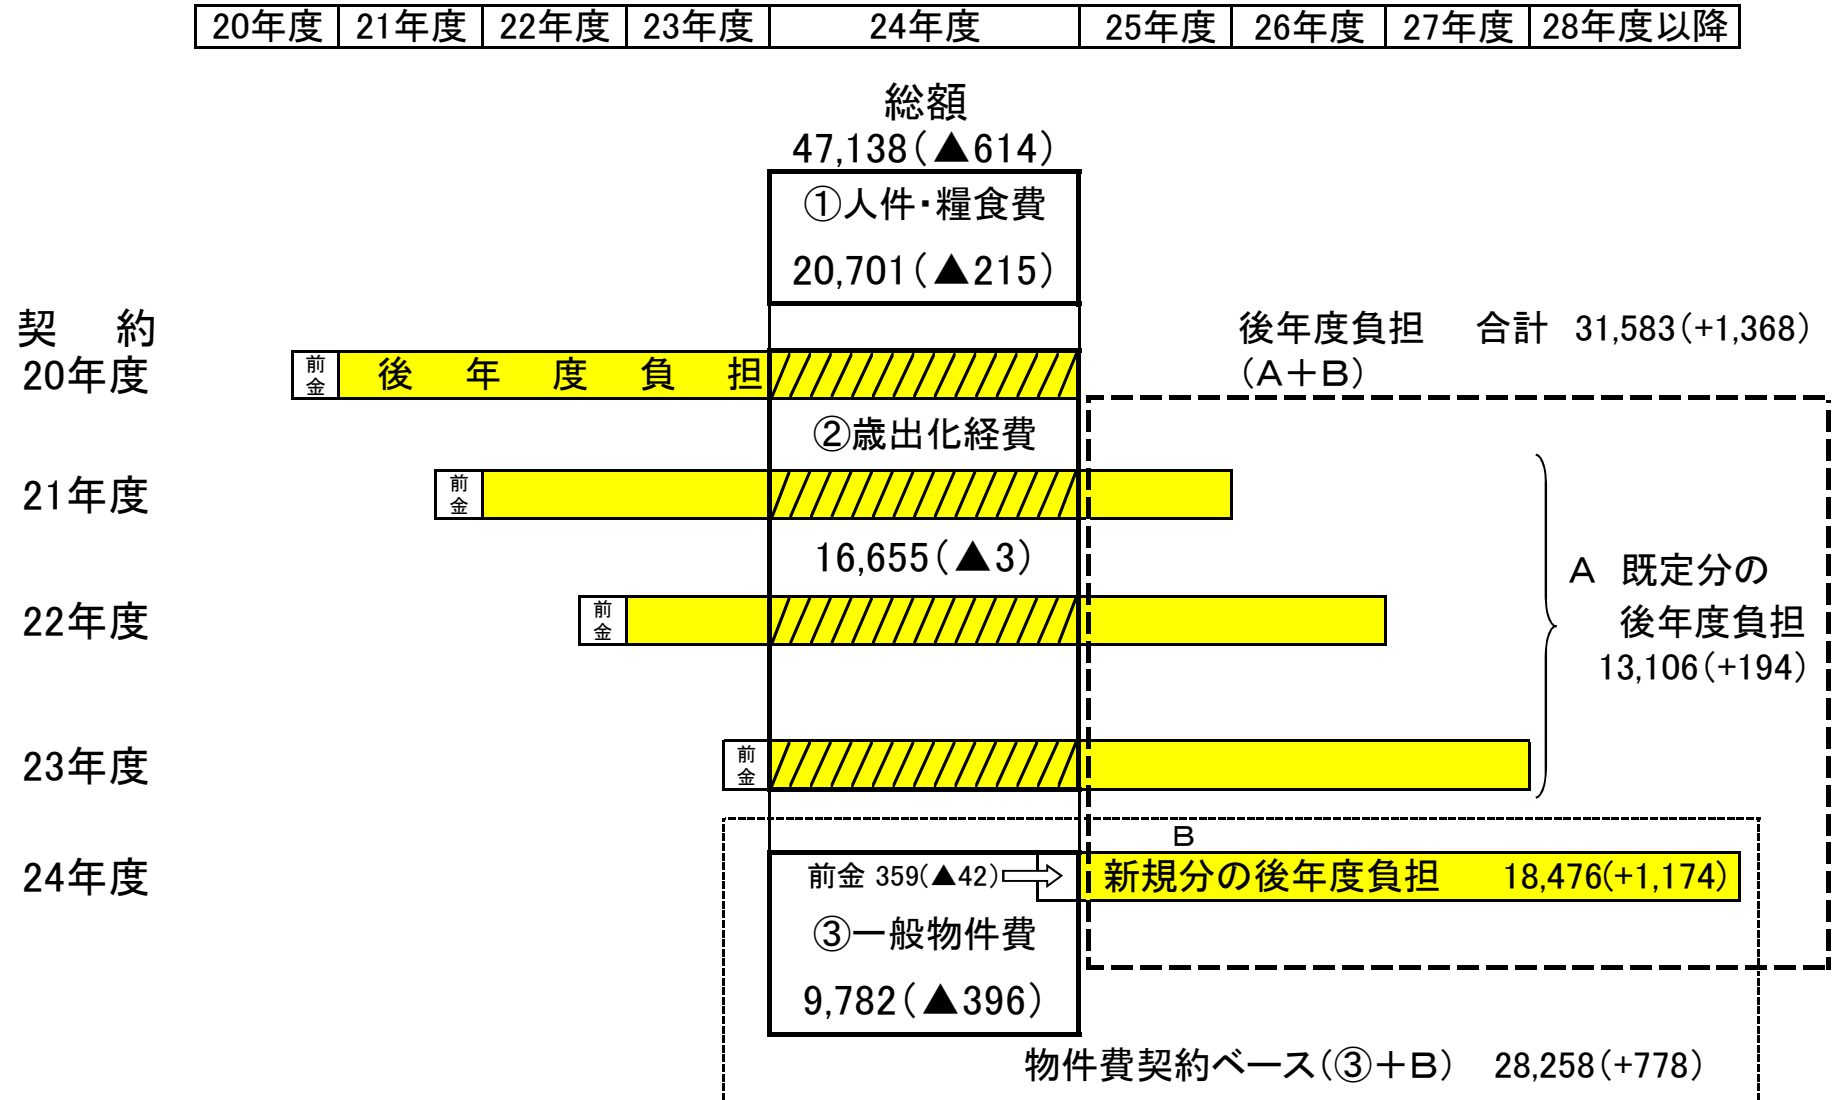 20年度 21年度 22年度 23年度 24年度 25年度 26年度 27年度 28年度以降
総額
47,138(▲614)
①人件・糧食費
20,701(▲215)
契 約
後年度負担 合計 31,583(+1,368)
(A+B)
20年度
前金
後年度負担
②歳出化経費
21年度
前金
16,655(▲3)
22年度
前金
A 既定分の
後年度負担
13,106(+194)
23年度
前金
B
24年度
前金 359(▲42)
新規分の後年度負担 18,476(+1,174)
③一般物件費
9,782(▲396)
物件費契約ベース(③+B) 28,258(+778)